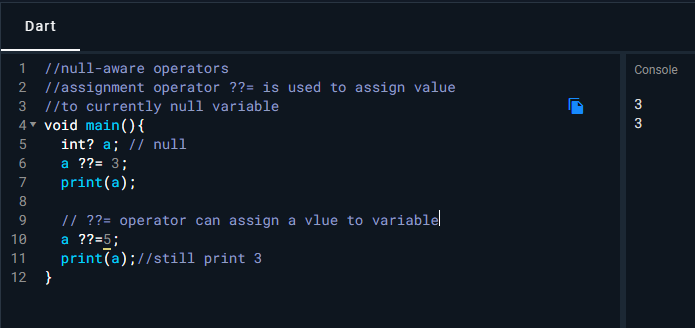 Dart
1 //null-aware operators
2 //assignment operator ??= is used to assign value
3 //to currently null variable
4 void main(){
5 int? a; // null
6 a ??= 3;
7 print(a);
8
9 // ??= operator can assign a vlue to variable
10 a ??=5;
11 print(a);//still print 3
12 }
Console
3
3